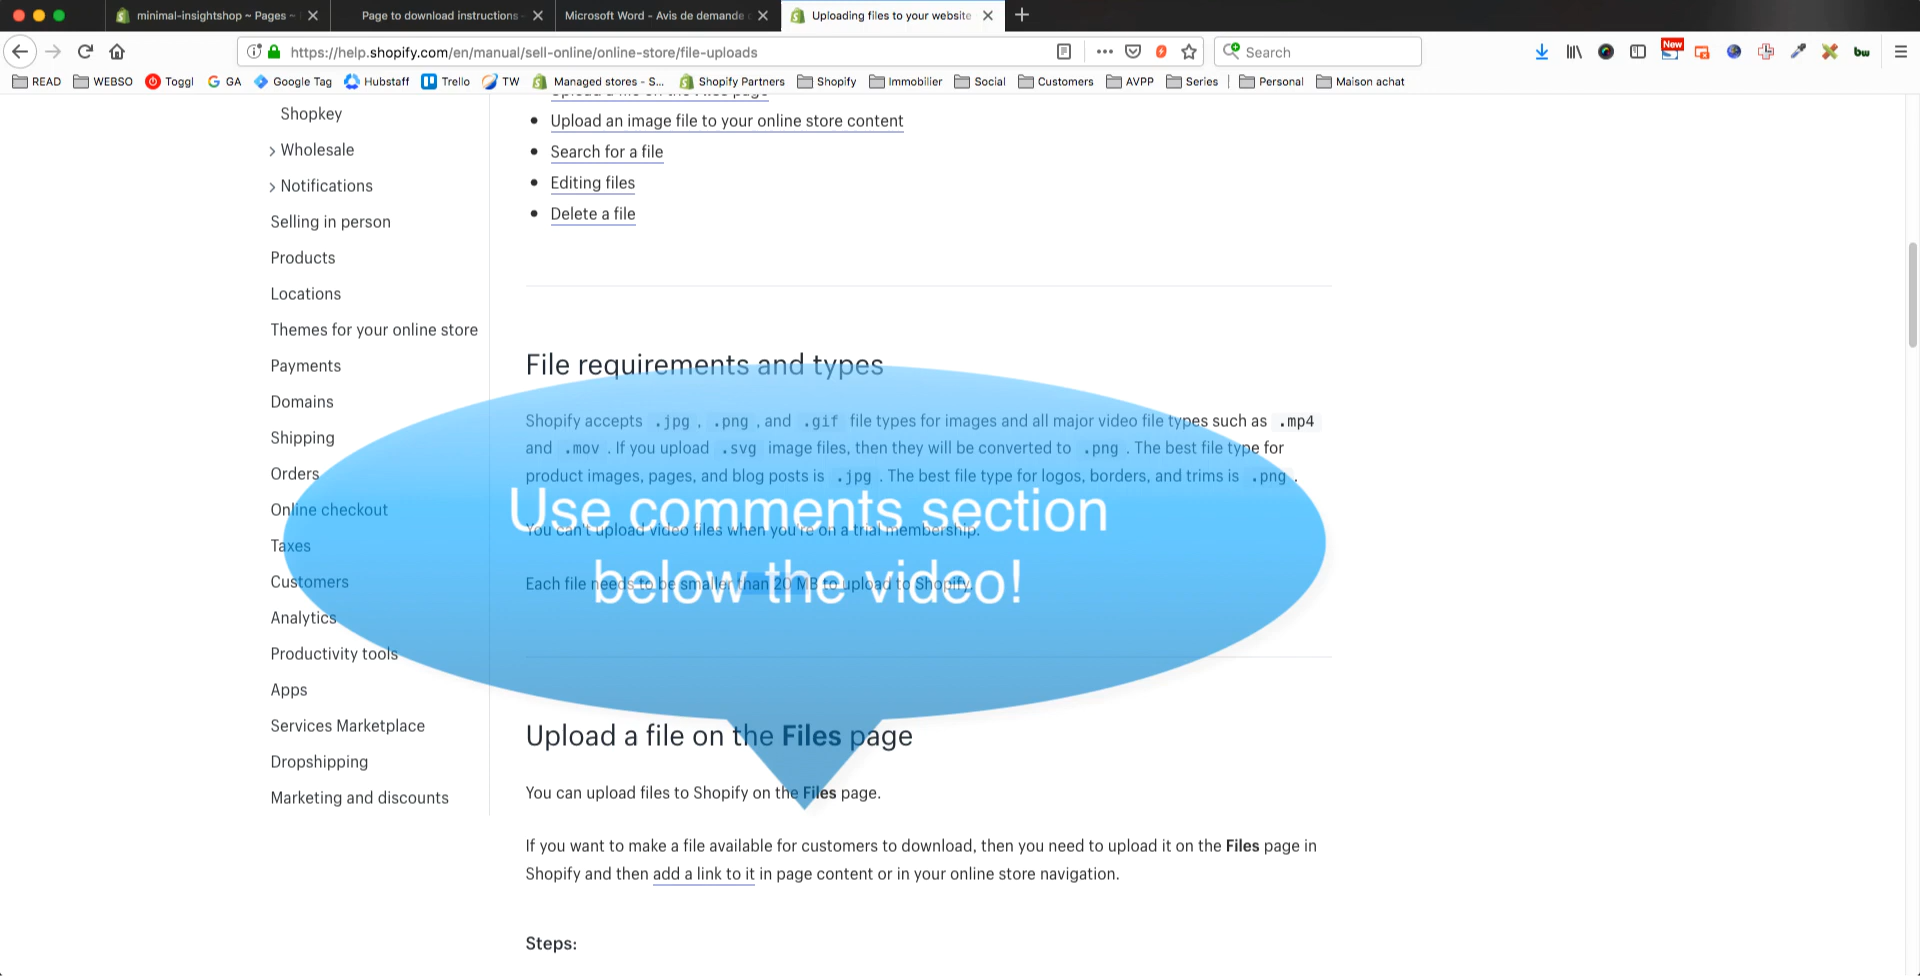 minimal-insightshop ~ Pages ~
Page to download instructions
Microsoft Word - Avis de demande
Uploading files to your website
https://help.shopify.com/en/manual/sell-online/online-store/file-uploads
Search
New
bw
READ
WEBSO
Toggl
GA
Google Tag
Hubstaff
Trello
TW
Managed stores - S...
Shopify Partners
Shopify
Immobilier
Social
Customers
AVPP
Series
Personal
Maison achat
Shopkey
Wholesale
Notifications
Selling in person
Products
Locations
Themes for your online store
Payments
Domains
Shipping
Orders
Online checkout
Taxes
Customers
Analytics
Productivity tools
Apps
Services Marketplace
Dropshipping
Marketing and discounts
Upload a file on the Files page
Upload an image file to your online store content
Search for a file
Editing files
Delete a file
File requirements and types
Shopify accepts .jpg , .png , and .gif file types for images and all major video file types such as .mp4
and .mov . If you upload .svg image files, then they will be converted to .png . The best file type for
product images, pages, and blog posts is .jpg . The best file type for logos, borders, and trims is .png .
You can't upload video files when you're on a trial membership.
Each file needs to be smaller than 20 MB to upload to Shopify.
Use comments section
below the video!
Upload a file on the Files page
You can upload files to Shopify on the Files page.
If you want to make a file available for customers to download, then you need to upload it on the Files page in
Shopify and then add a link to it in page content or in your online store navigation.
Steps: